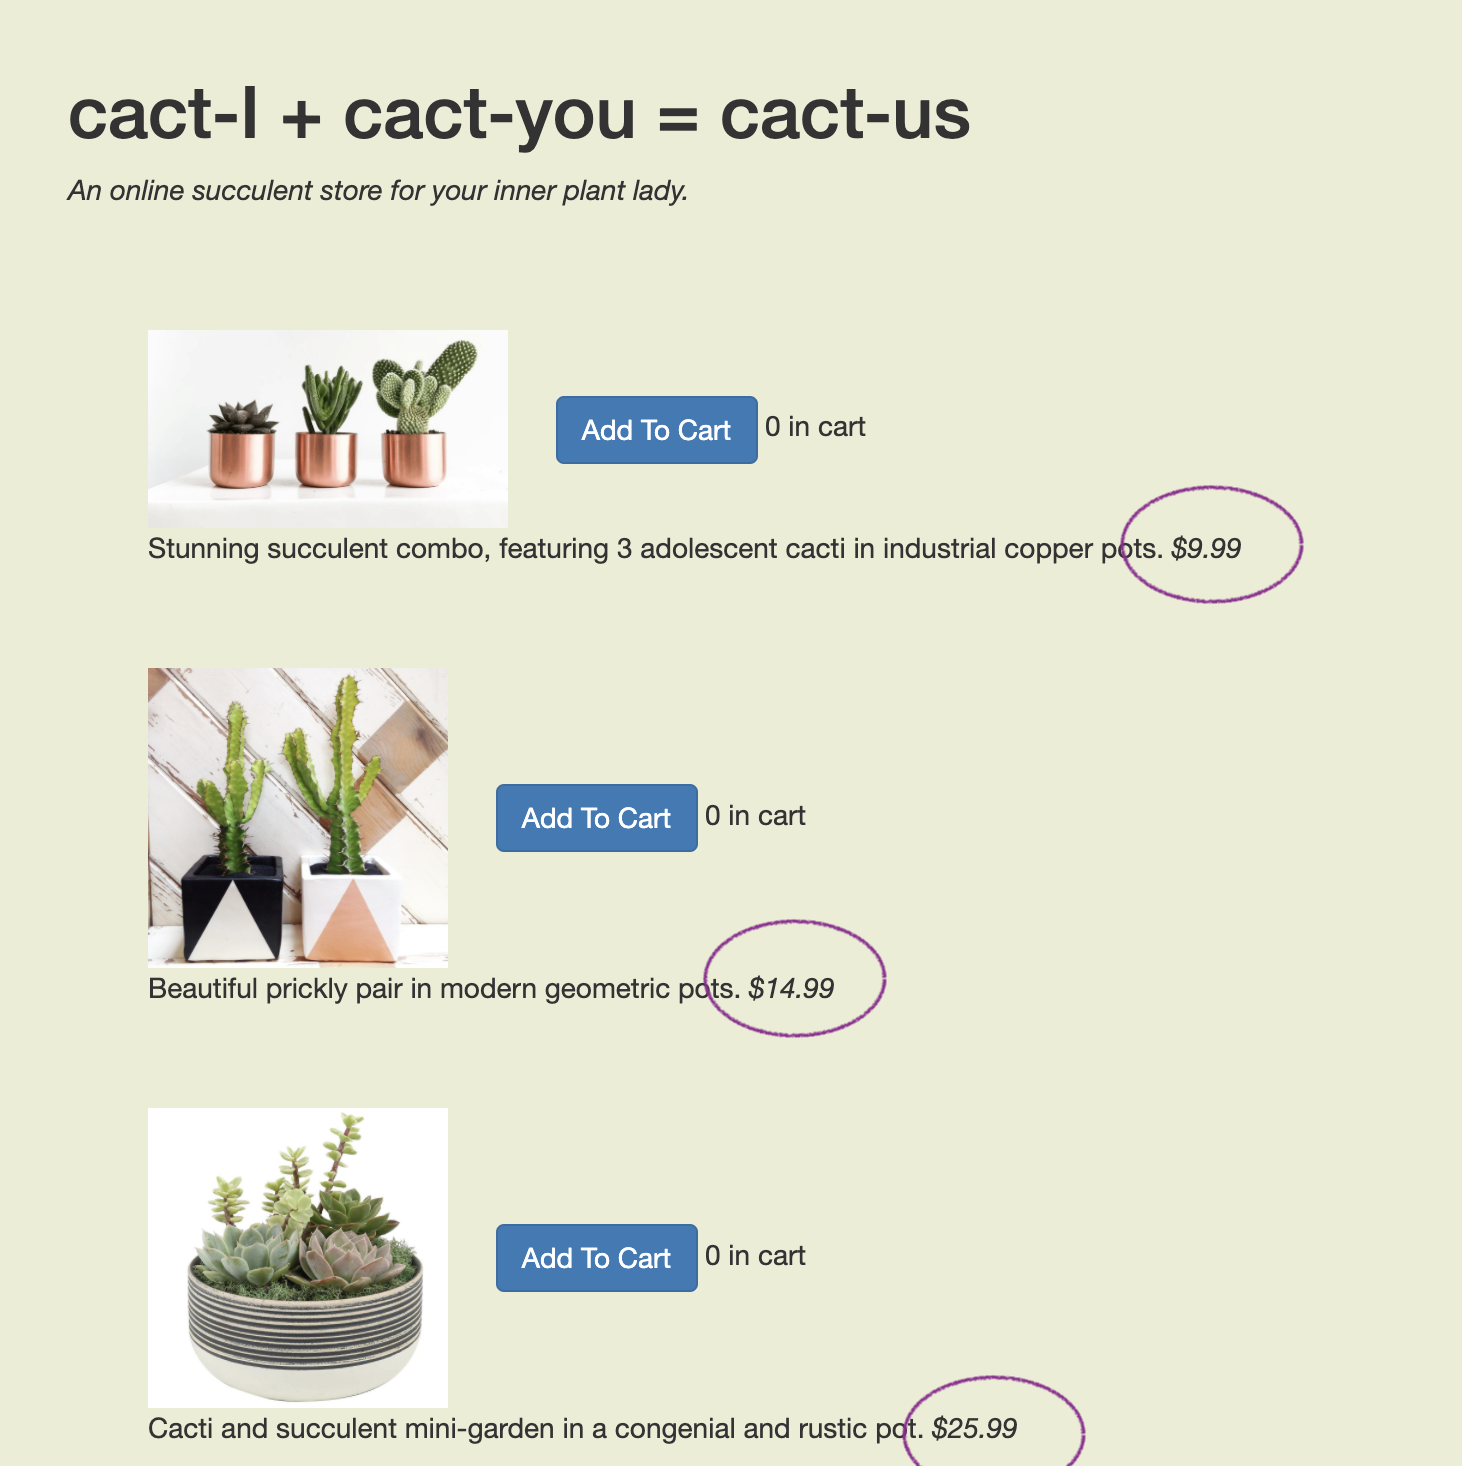 cact-I + cact-you = cact-us
An online succulent store for your inner plant lady.
Add To Cart 0 in cart
Stunning succulent combo, featuring 3 adolescent cacti in industrial copper pots. $9.99
Add To Cart 0 in cart
Beautiful prickly pair in modern geometric pots. $14.99
Add To Cart 0 in cart
Cacti and succulent mini-garden in a congenial and rustic pot. $25.99